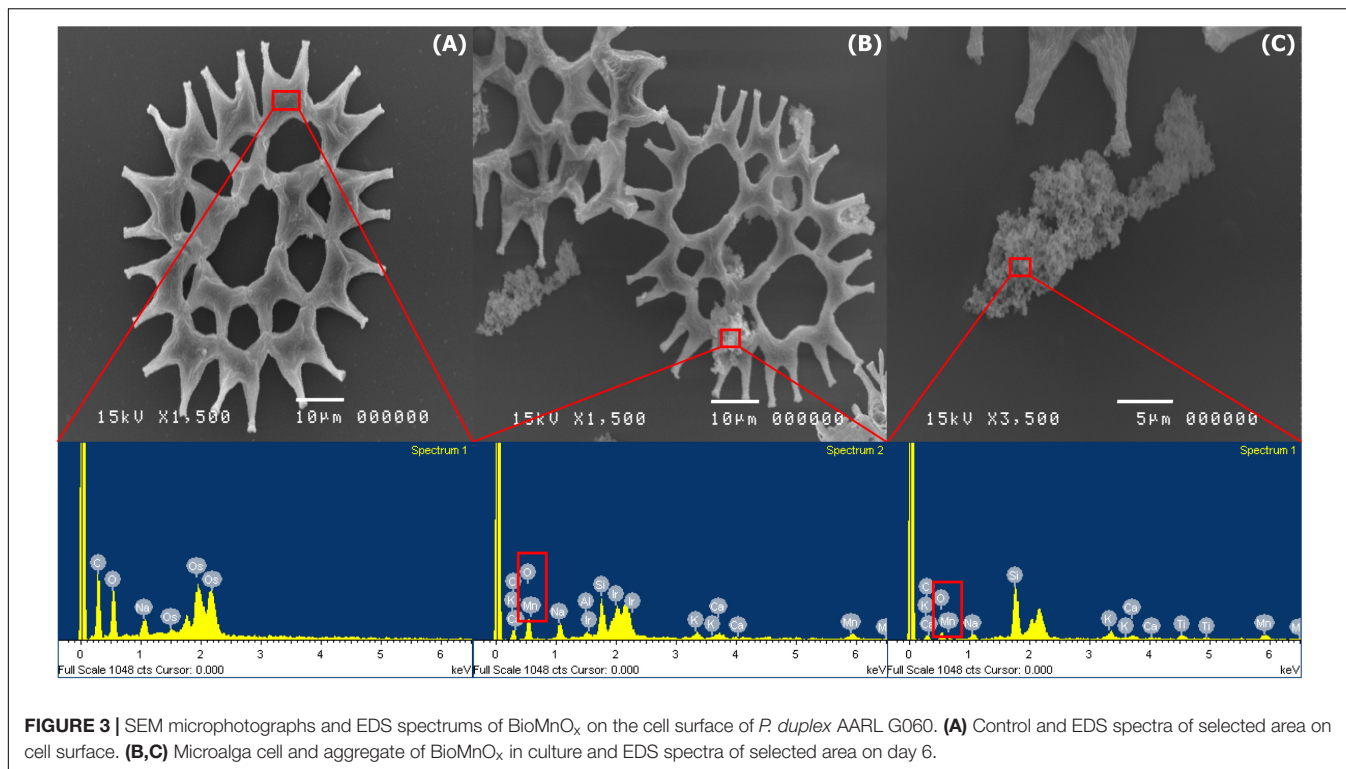 (A)
(B)
(C)
15kV X1,500 10µm 000000
15kV X1,500 10µm 000000
15kV X3,500 5µm 000000
Spectrum 1
C
O
Na
Os
Os
Os
0 1 2 3 4 5 6
Full Scale 1048 cts Cursor: 0.000 keV
Spectrum 2
C
K
O
Mn
Na
Al
Ir
Si
Ir
Ir
K
K
Ca
Ca
Mn
0 1 2 3 4 5 6
Full Scale 1048 cts Cursor: 0.000 keV
Spectrum 1
C
K
Ca
O
Mn
Na
Si
K
K
Ca
Ca
Ti
Ti
Mn
0 1 2 3 4 5 6
Full Scale 1048 cts Cursor: 0.000 keV
FIGURE 3 | SEM microphotographs and EDS spectrums of BioMnOₓ on the cell surface of P. duplex AARL G060. (A) Control and EDS spectra of selected area on
cell surface. (B,C) Microalga cell and aggregate of BioMnOₓ in culture and EDS spectra of selected area on day 6.